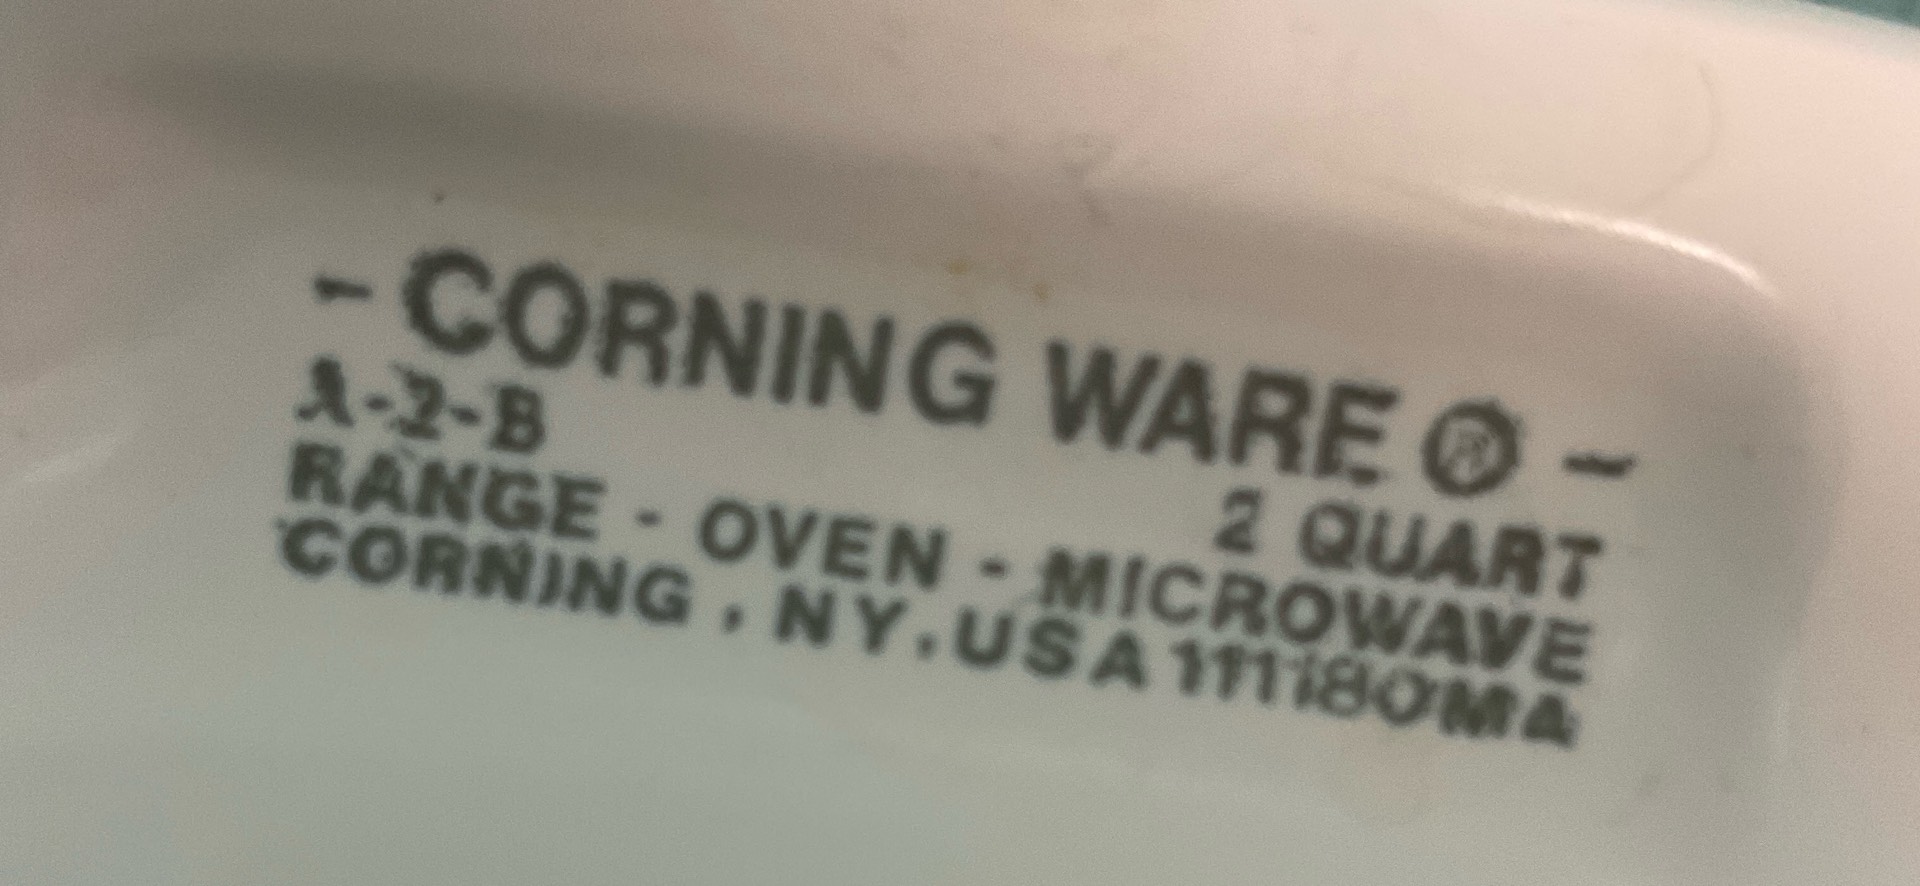 - CORNING WARE ® -
A-2-B 2 QUART
RANGE - OVEN - MICROWAVE
CORNING, NY. USA 111180MA